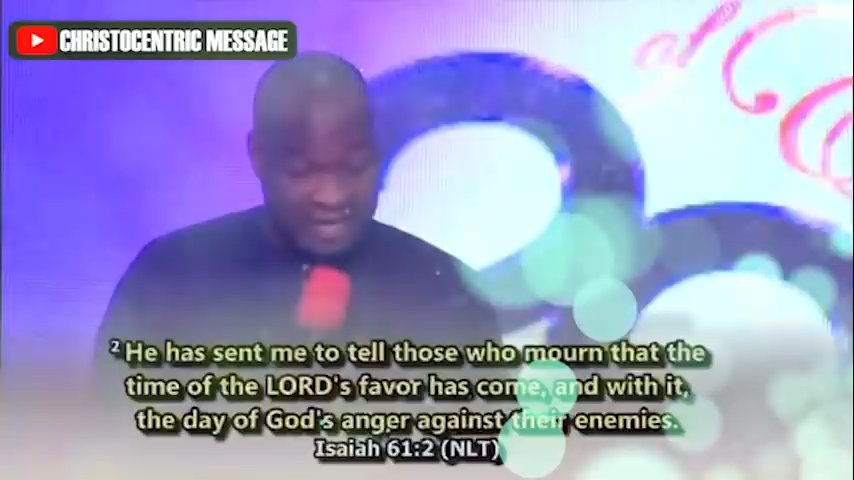 CHRISTOCENTRIC MESSAGE
² He has sent me to tell those who mourn that the
time of the LORD's favor has come, and with it,
the day of God's anger against their enemies.
Isaiah 61:2 (NLT)